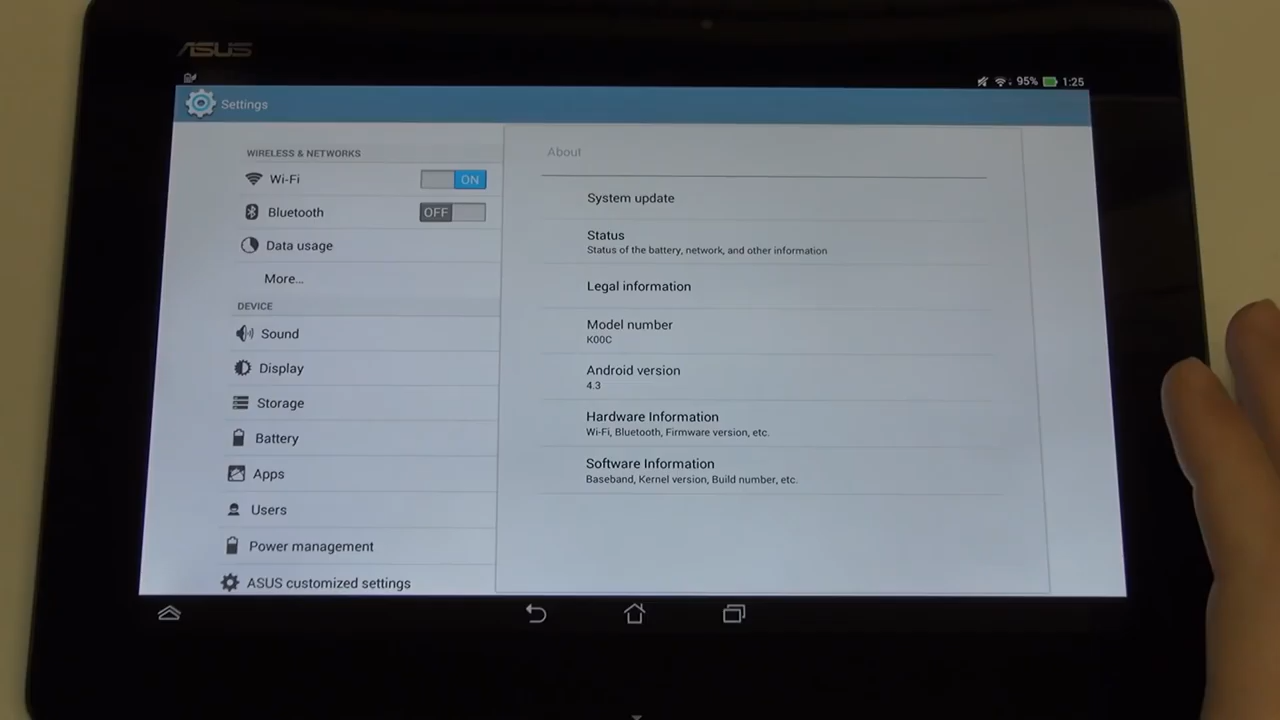 ASUS
95% 1:25
Settings
WIRELESS & NETWORKS
Wi-Fi
ON
Bluetooth
OFF
Data usage
More...
DEVICE
Sound
Display
Storage
Battery
Apps
Users
Power management
ASUS customized settings
About
System update
Status
Status of the battery, network, and other information
Legal information
Model number
K00C
Android version
4.3
Hardware Information
Wi-Fi, Bluetooth, Firmware version, etc.
Software Information
Baseband, Kernel version, Build number, etc.